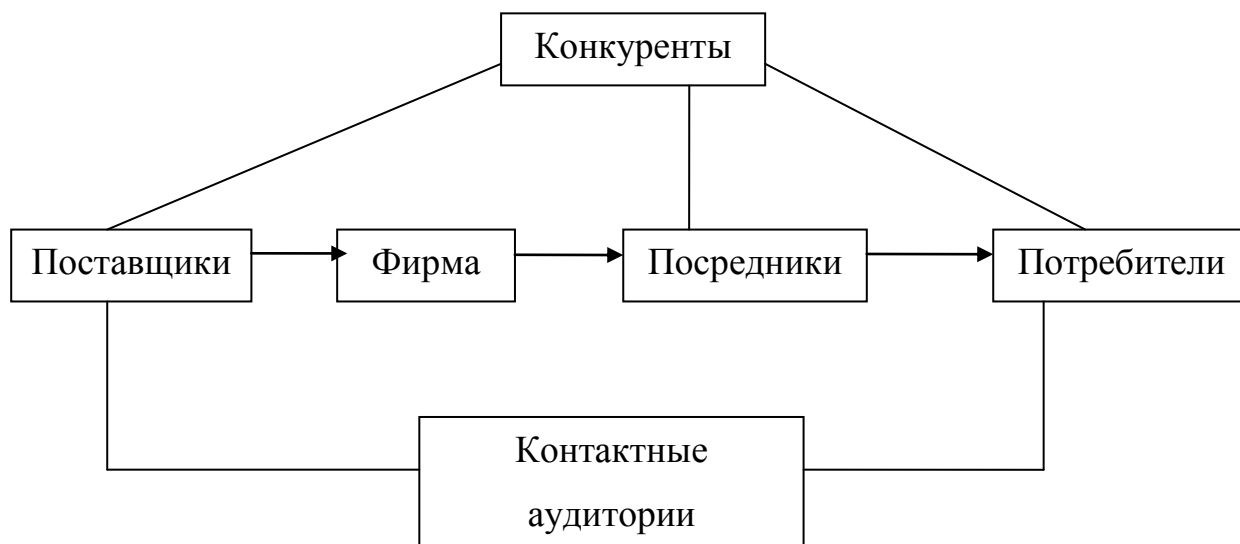 Конкуренты
Поставщики
Фирма
Посредники
Потребители
Контактные
аудитории